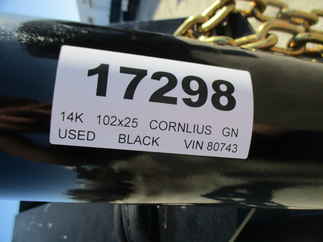 17298
14K 102x25 CORNLIUS GN
USED BLACK VIN 80743